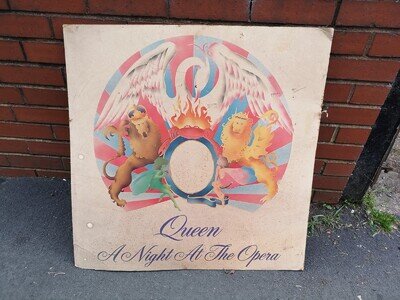 Queen
A Night At The Opera